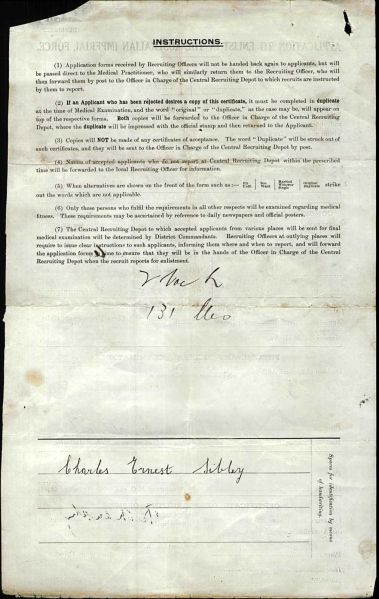 INSTRUCTIONS.
(1) Application forms received by Recruiting Officers will not be handed back again to applicants, but will
be passed direct to the Medical Practitioner, who will similarly return them to the Recruiting Officer, who will
then forward them by post to the Officer in Charge of the Central Recruiting Depot to which recruits are instructed
by them to report.
(2) If an Applicant who has been rejected desires a copy of this certificate, it must be completed in duplicate
at the time of Medical Examination, and the word "original" or "duplicate," as the case may be, will appear on
top of the respective forms. Both copies will be forwarded to the Officer in Charge of the Central Recruiting
Depot, where the duplicate will be impressed with the official stamp and then returned to the Applicant.
(3) Copies will NOT be made of any certificates of acceptance. The word "Duplicate" will be struck out of
such certificates, and they will be sent to the Officer in Charge of the Central Recruiting Depot by post.
(4) Names of accepted applicants who do not report at Central Recruiting Depot within the prescribed
time will be forwarded to the local Recruiting Officer for information.
(5) When alternatives are shown on the front of the form such as:— strike
out the words which are not applicable.
(6) Only those persons who fulfil the requirements in all other respects will be examined regarding medical
fitness. These requirements may be ascertained by reference to daily newspapers and official posters.
(7) The Central Recruiting Depot to which accepted applicants from various places will be sent for final
medical examination will be determined by District Commandants. Recruiting Officers at outlying places will
require to issue clear instructions to such applicants, informing them where and when to report, and will forward
the application forms in time to ensure that they will be in the hands of the Officer in Charge of the Central
Recruiting Depot when the recruit reports for enlistment.
131
Charles Ernest Sibley
Space for identification by means
of handwriting.